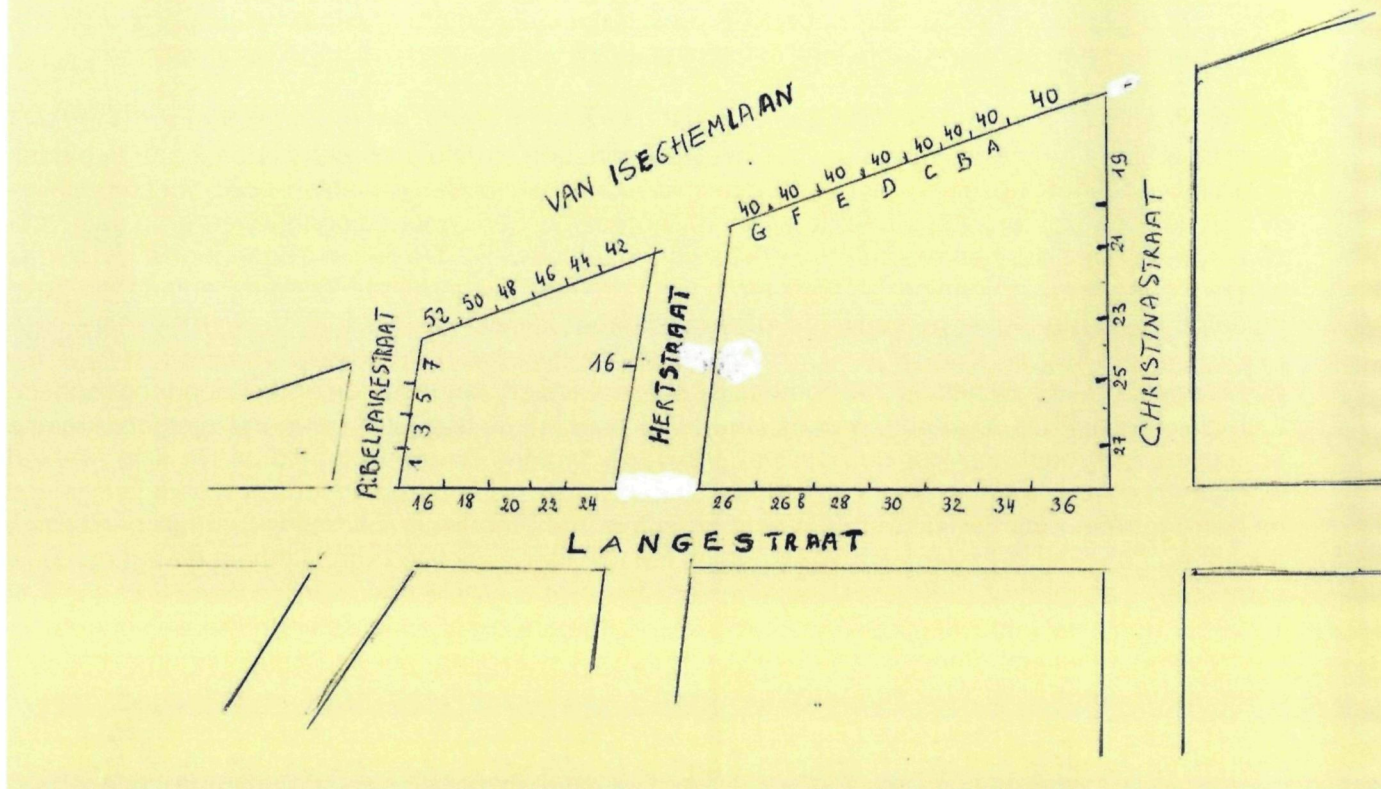 VAN ISEGHEMLAAN
40 G
40 F
40 E
40 D
40 C
40 B
40 A
40
19
21
23
25
27
CHRISTINASTRAAT
52 50 48 46 44 42
A.BELPAIRESTRAAT
7
5
3
1
16
HERTSTRAAT
16 18 20 22 24
26 26 b 28 30 32 34 36
LANGESTRAAT